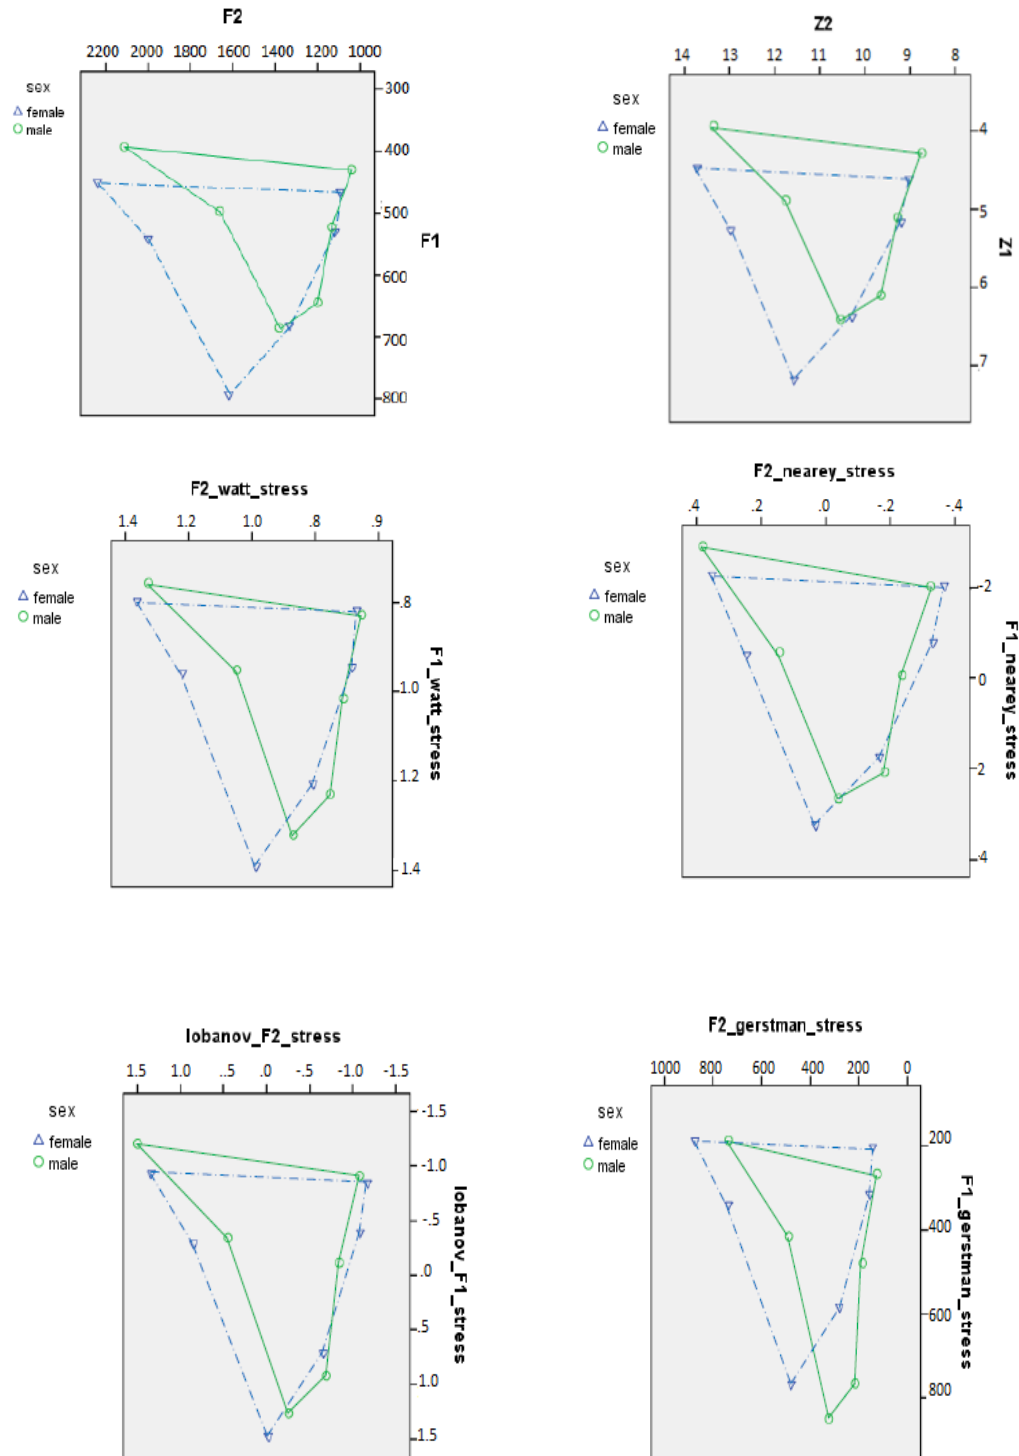 F2
2200 2000 1800 1600 1400 1200 1000
sex
female
male
300
400
500
600
700
800
F1
Z2
14 13 12 11 10 9 8
sex
female
male
4
5
6
7
Z1
F2_watt_stress
1.4 1.2 1.0 .8 .9
sex
female
male
.8
1.0
1.2
1.4
F1_watt_stress
F2_nearey_stress
.4 .2 .0 -.2 -.4
sex
female
male
-2
0
2
-4
F1_nearey_stress
lobanov_F2_stress
1.5 1.0 .5 .0 -.5 -1.0 -1.5
sex
female
male
-1.5
-1.0
-.5
.0
.5
1.0
1.5
lobanov_F1_stress
F2_gerstman_stress
1000 800 600 400 200 0
sex
female
male
200
400
600
800
F1_gerstman_stress